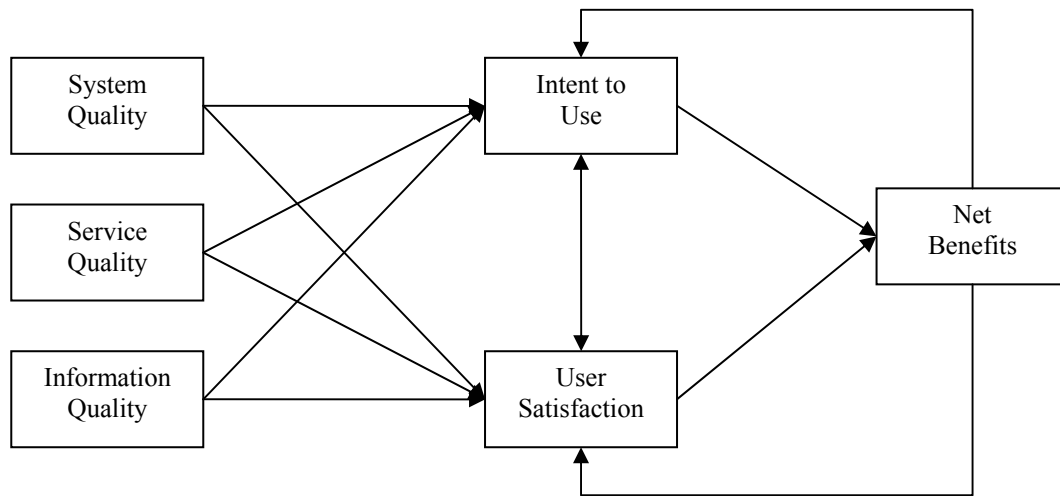 System
Quality
Intent to
Use
Service
Quality
Net
Benefits
Information
Quality
User
Satisfaction